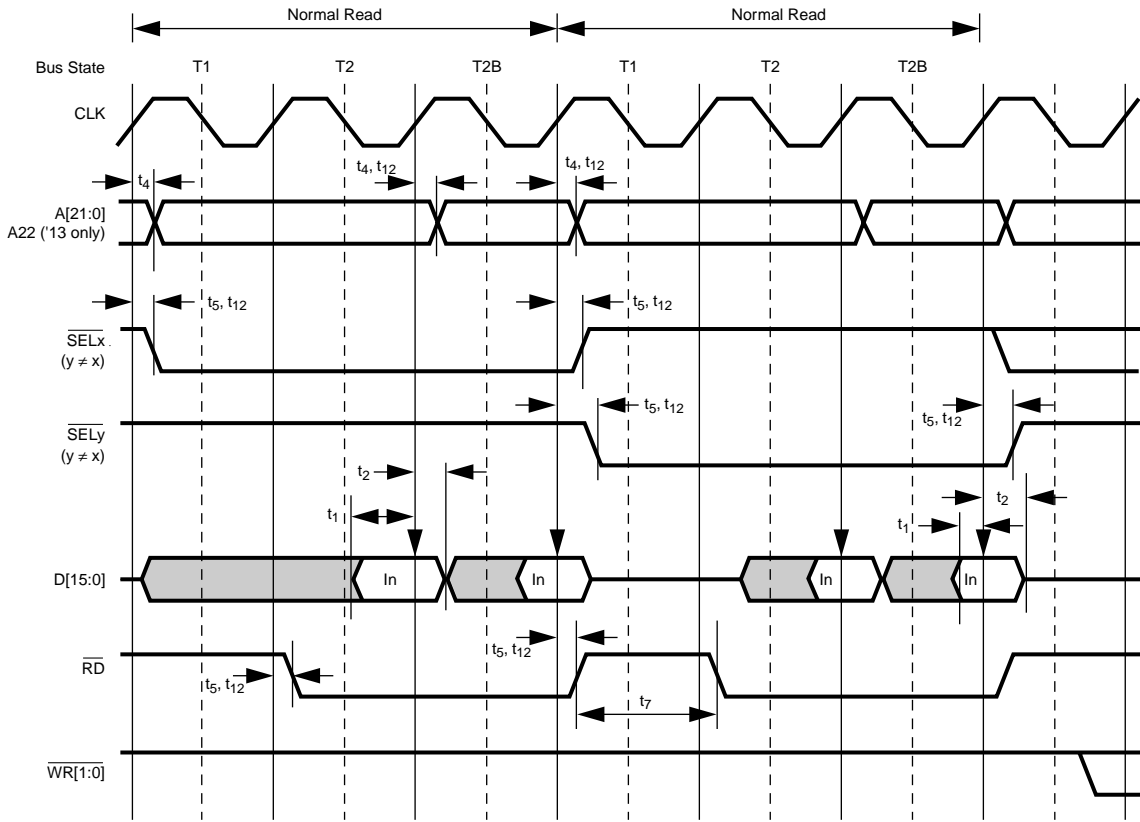 Normal Read Normal Read
Bus State T1 T2 T2B T1 T2 T2B
CLK
t4 t4, t12 t4, t12
A[21:0]
A22 ('13 only)
t5, t12 t5, t12
SELx
(y ≠ x)
t5, t12 t5, t12
SELy
(y ≠ x)
t2 t2
t1 t1
D[15:0] In In In In
t5, t12
RD
t5, t12
t7
WR[1:0]